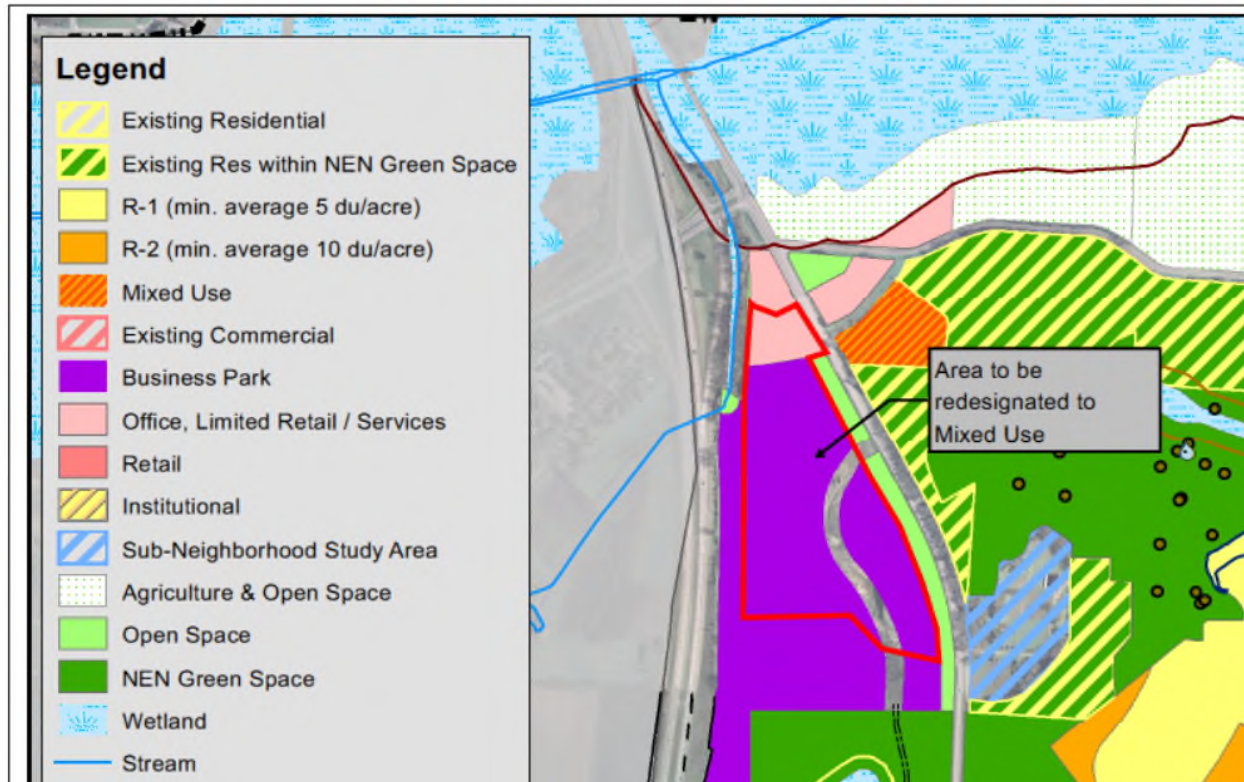 Legend
Existing Residential
Existing Res within NEN Green Space
R-1 (min. average 5 du/acre)
R-2 (min. average 10 du/acre)
Mixed Use
Existing Commercial
Business Park
Office, Limited Retail / Services
Retail
Institutional
Sub-Neighborhood Study Area
Agriculture & Open Space
Open Space
NEN Green Space
Wetland
Stream
Area to be
redesignated to
Mixed Use